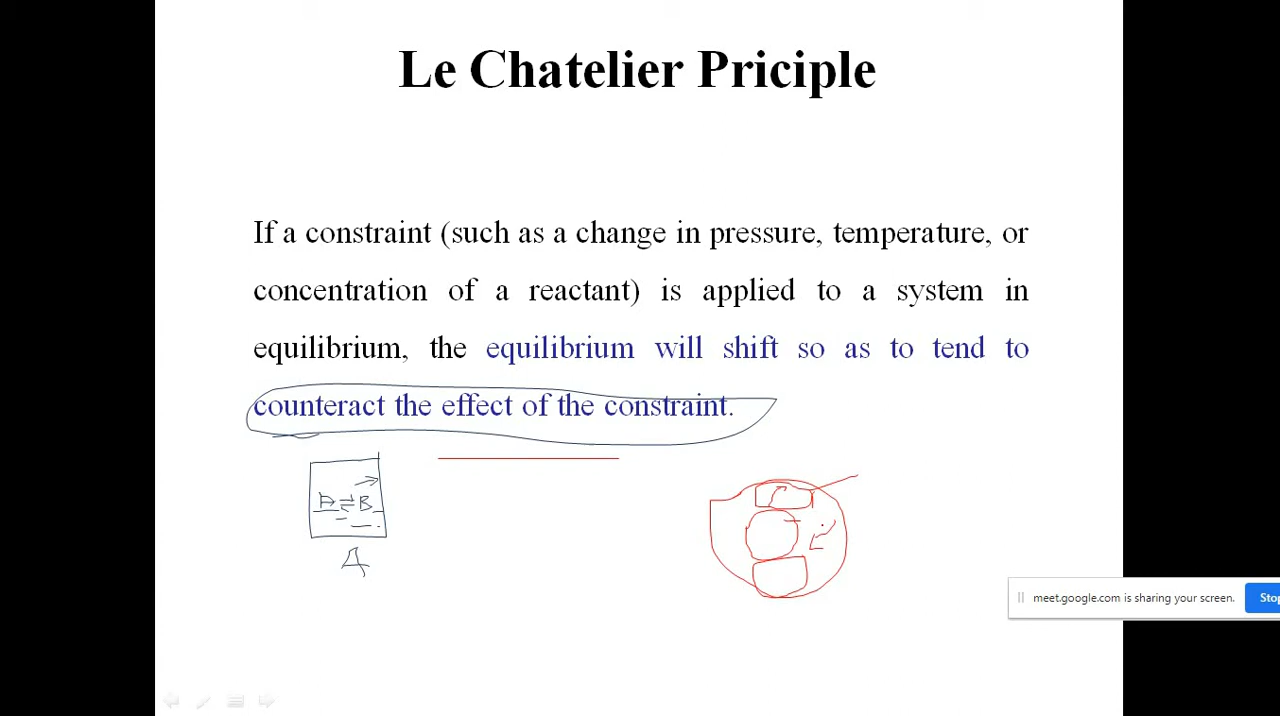 Le Chatelier Priciple
If a constraint (such as a change in pressure, temperature, or
concentration of a reactant) is applied to a system in
equilibrium, the equilibrium will shift so as to tend to
counteract the effect of the constraint.
A ⇌ B
meet.google.com is sharing your screen.
Stop